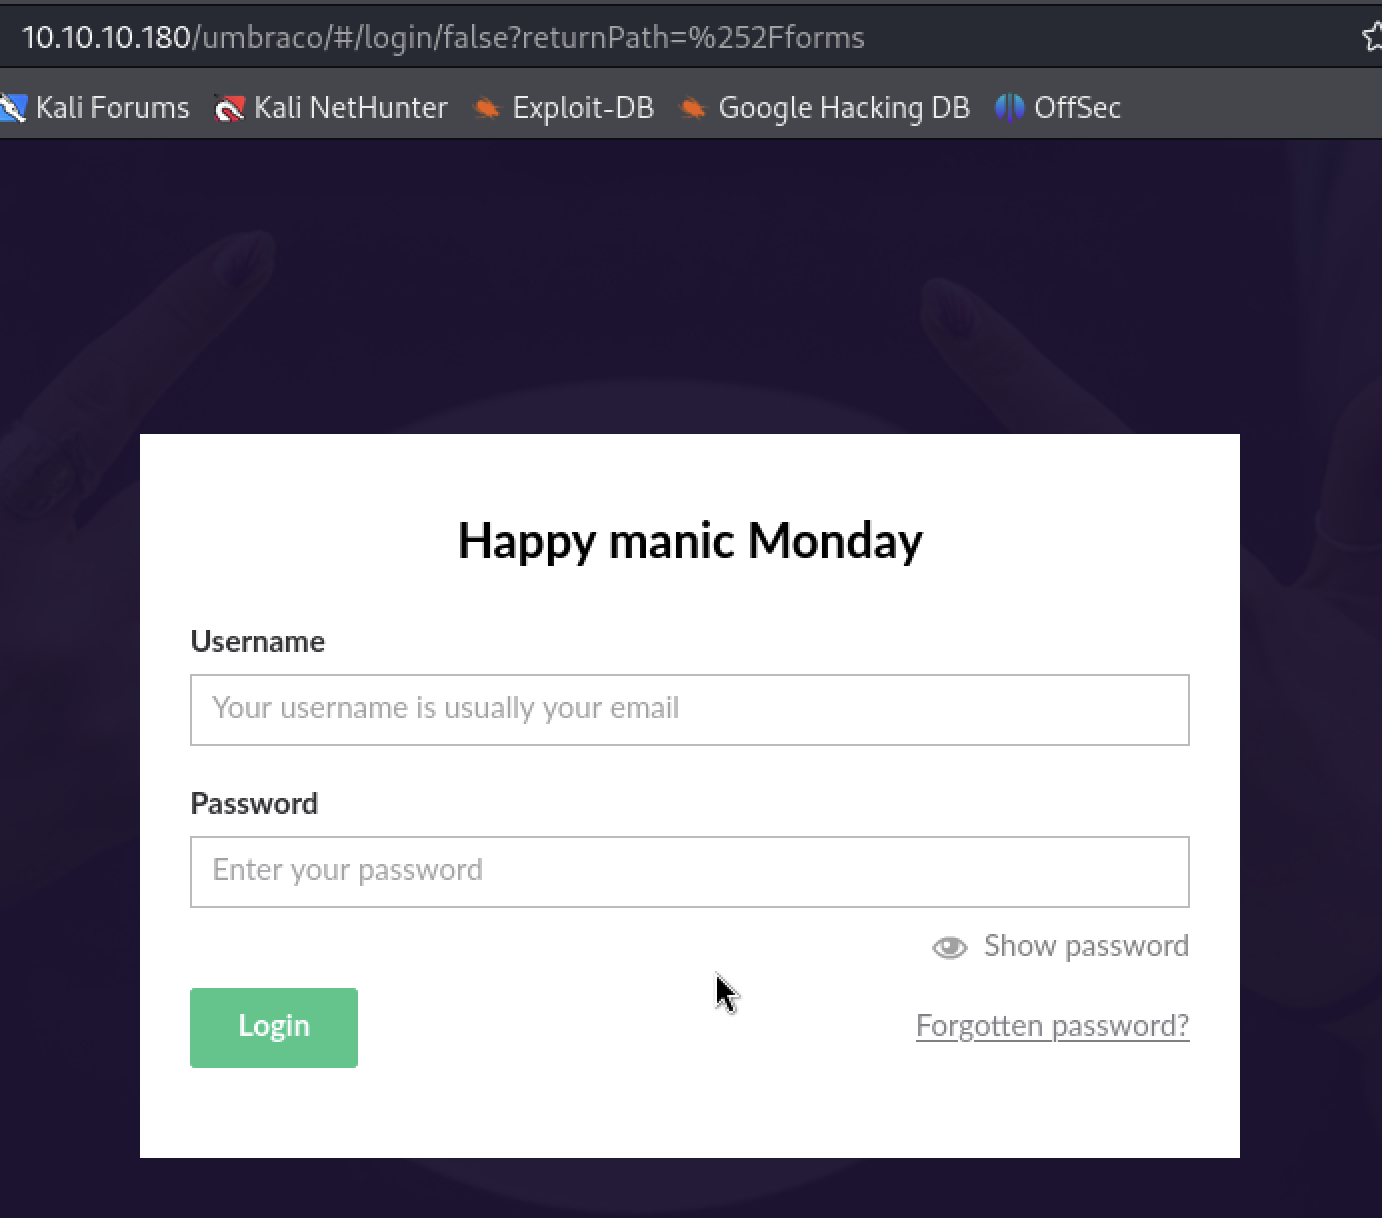 10.10.10.180/umbraco/#/login/false?returnPath=%252Fforms
Kali Forums Kali NetHunter Exploit-DB Google Hacking DB OffSec
Happy manic Monday
Username
Your username is usually your email
Password
Enter your password
Show password
Login Forgotten password?